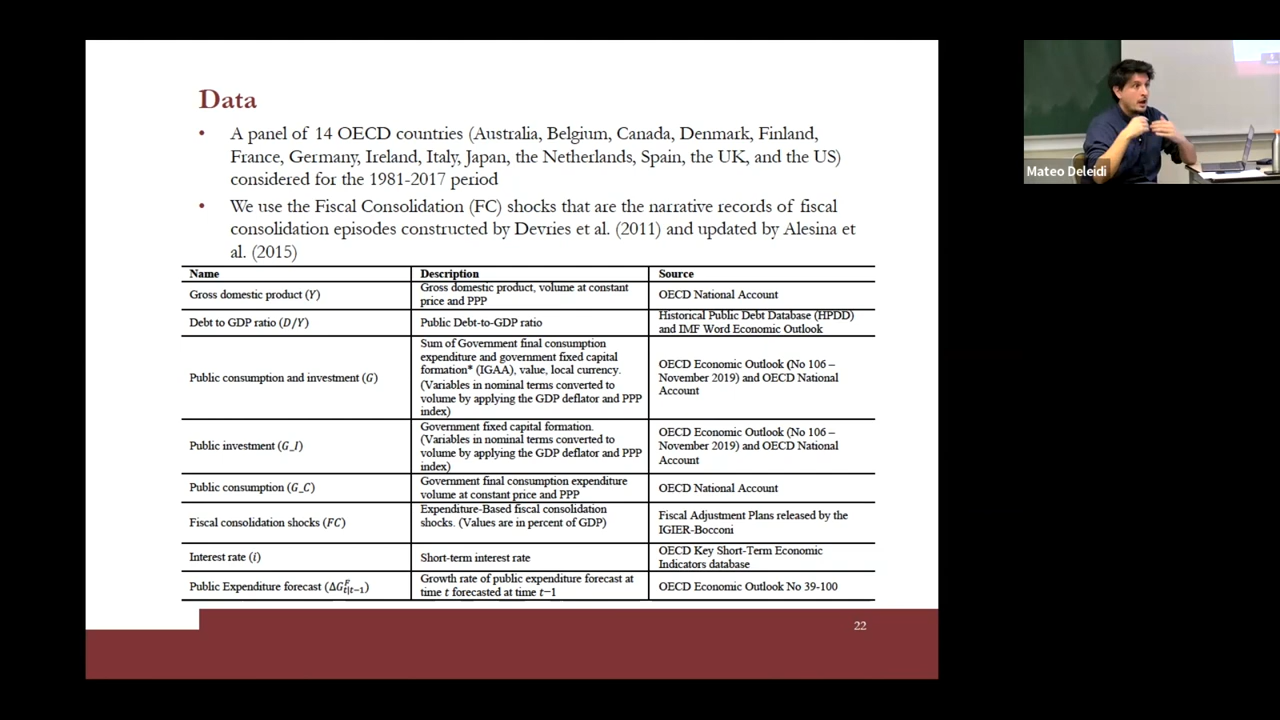 Data
• A panel of 14 OECD countries (Australia, Belgium, Canada, Denmark, Finland,
France, Germany, Ireland, Italy, Japan, the Netherlands, Spain, the UK, and the US)
considered for the 1981-2017 period
• We use the Fiscal Consolidation (FC) shocks that are the narrative records of fiscal
consolidation episodes constructed by Devries et al. (2011) and updated by Alesina et
al. (2015)
Name Description Source
Gross domestic product (Y)
Gross domestic product, volume at constant
price and PPP
OECD National Account
Debt to GDP ratio (D/Y)
Public Debt-to-GDP ratio
Historical Public Debt Database (HPDD)
and IMF Word Economic Outlook
Public consumption and investment (G)
Sum of Government final consumption
expenditure and government fixed capital
formation* (IGAA), value, local currency.
(Variables in nominal terms converted to
volume by applying the GDP deflator and PPP
index)
OECD Economic Outlook (No 106 –
November 2019) and OECD National
Account
Public investment (G_I)
Government fixed capital formation.
(Variables in nominal terms converted to
volume by applying the GDP deflator and PPP
index)
OECD Economic Outlook (No 106 –
November 2019) and OECD National
Account
Public consumption (G_C)
Government final consumption expenditure
volume at constant price and PPP
OECD National Account
Fiscal consolidation shocks (FC)
Expenditure-Based fiscal consolidation
shocks. (Values are in percent of GDP)
Fiscal Adjustment Plans released by the
IGIER-Bocconi
Interest rate (i)
Short-term interest rate
OECD Key Short-Term Economic
Indicators database
Public Expenditure forecast (ΔG^F_t|t−1)
Growth rate of public expenditure forecast at
time t forecasted at time t−1
OECD Economic Outlook No 39-100
22
Mateo Deleidi